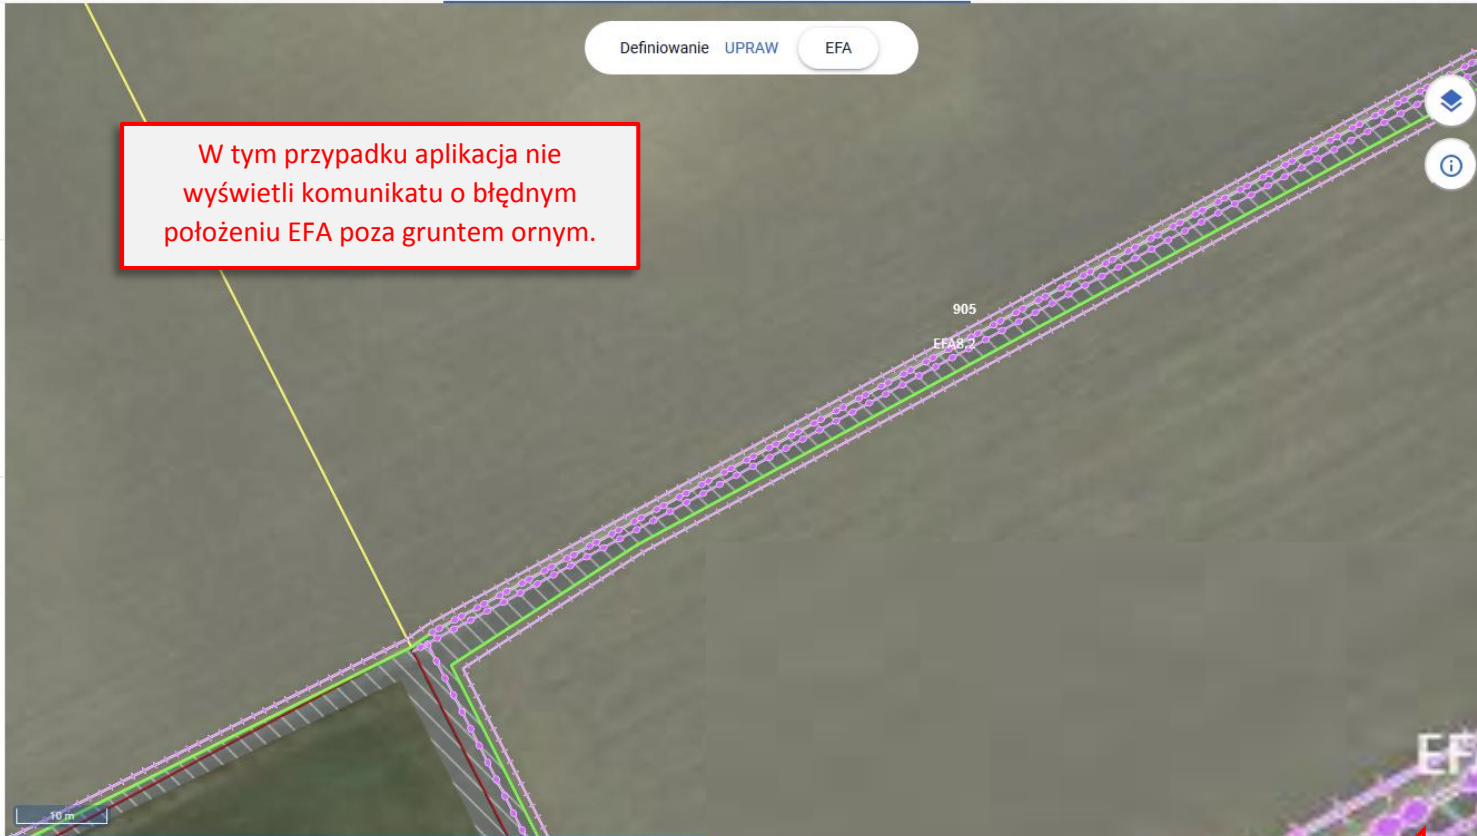 Definiowanie UPRAW EFA
W tym przypadku aplikacja nie
wyświetli komunikatu o błędnym
położeniu EFA poza gruntem ornym.
905
EFA8.2
EF
10 m